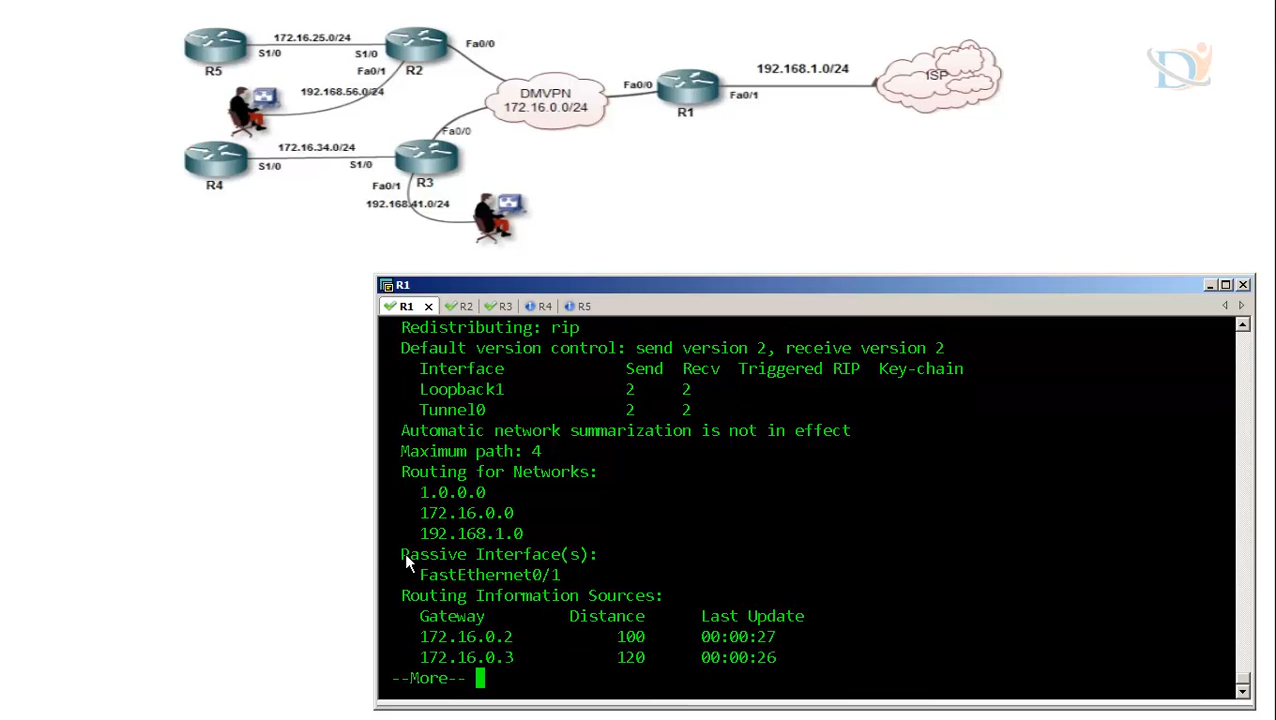 172.16.25.0/24
S1/0
S1/0
R5
R2
Fa0/0
Fa0/1
192.168.56.0/24
DMVPN
172.16.0.0/24
Fa0/0
R1
192.168.1.0/24
Fa0/1
ISP
172.16.34.0/24
S1/0
S1/0
R4
R3
Fa0/0
Fa0/1
192.168.41.0/24
R1
R1 R2 R3 R4 R5
Redistributing: rip
Default version control: send version 2, receive version 2
Interface Send Recv Triggered RIP Key-chain
Loopback1 2 2
Tunnel0 2 2
Automatic network summarization is not in effect
Maximum path: 4
Routing for Networks:
1.0.0.0
172.16.0.0
192.168.1.0
Passive Interface(s):
FastEthernet0/1
Routing Information Sources:
Gateway Distance Last Update
172.16.0.2 100 00:00:27
172.16.0.3 120 00:00:26
--More--